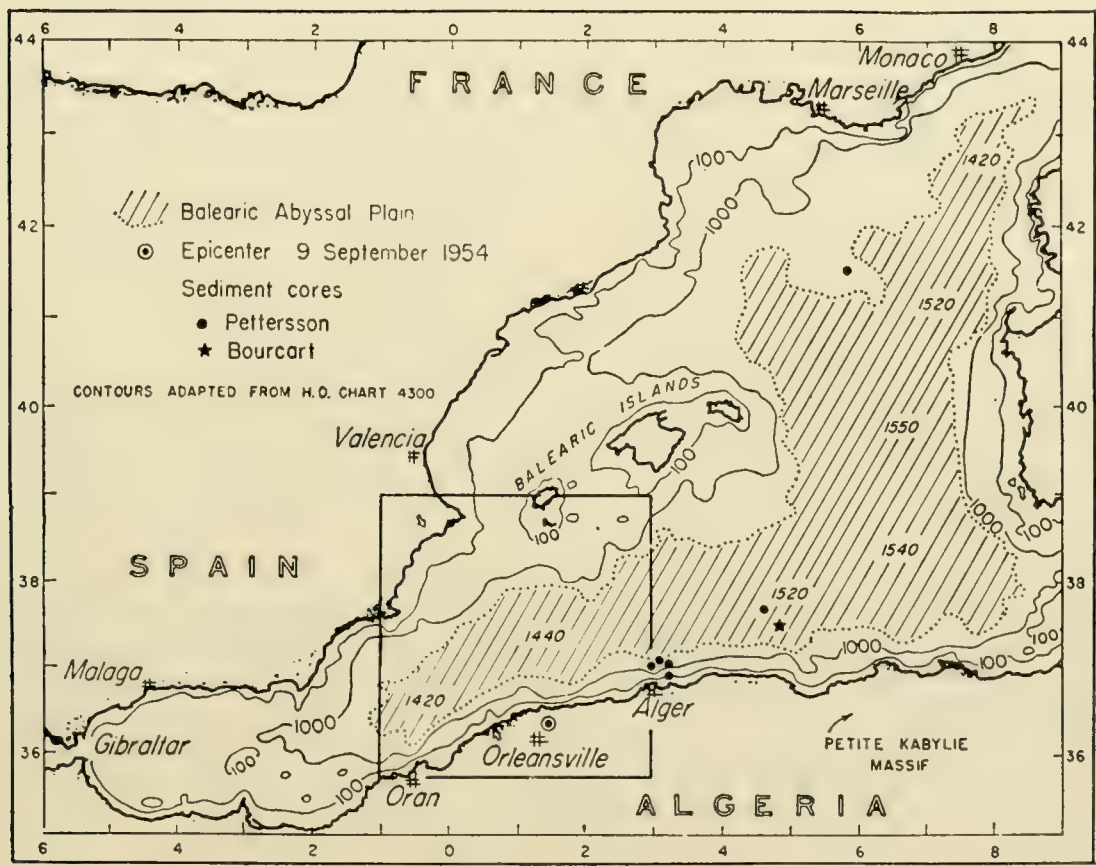 6 4 2 0 2 4 6 8
44 44
Monaco
FRANCE
Marseille
100
1420
1000
42 42
Balearic Abyssal Plain
Epicenter 9 September 1954
Sediment cores
Pettersson
Bourcart
CONTOURS ADAPTED FROM H.O. CHART 4300
1520
40 40
BALEARIC ISLANDS
Valencia
1550
100
1000
100
100
SPAIN
1540
38 38
1520
1440
1000
100
100
Malaga
1420
1000
Alger
Gibraltar
36 36
100
Orleansville
PETITE KABYLIE
MASSIF
100
Oran
ALGERIA
6 4 2 0 2 4 6 8